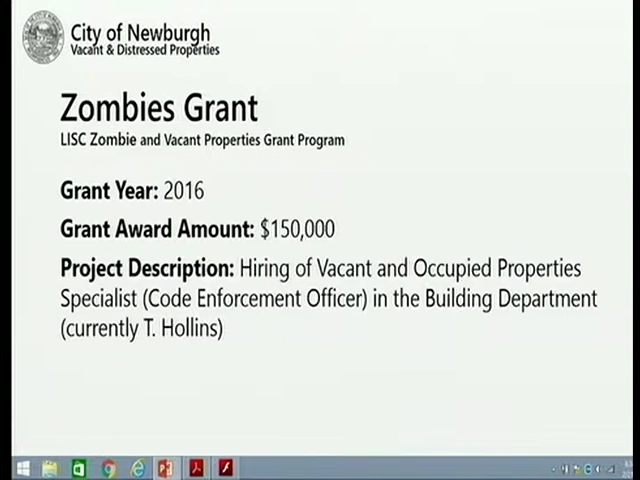 City of Newburgh
Vacant & Distressed Properties
Zombies Grant
LISC Zombie and Vacant Properties Grant Program
Grant Year: 2016
Grant Award Amount: $150,000
Project Description: Hiring of Vacant and Occupied Properties
Specialist (Code Enforcement Officer) in the Building Department
(currently T. Hollins)